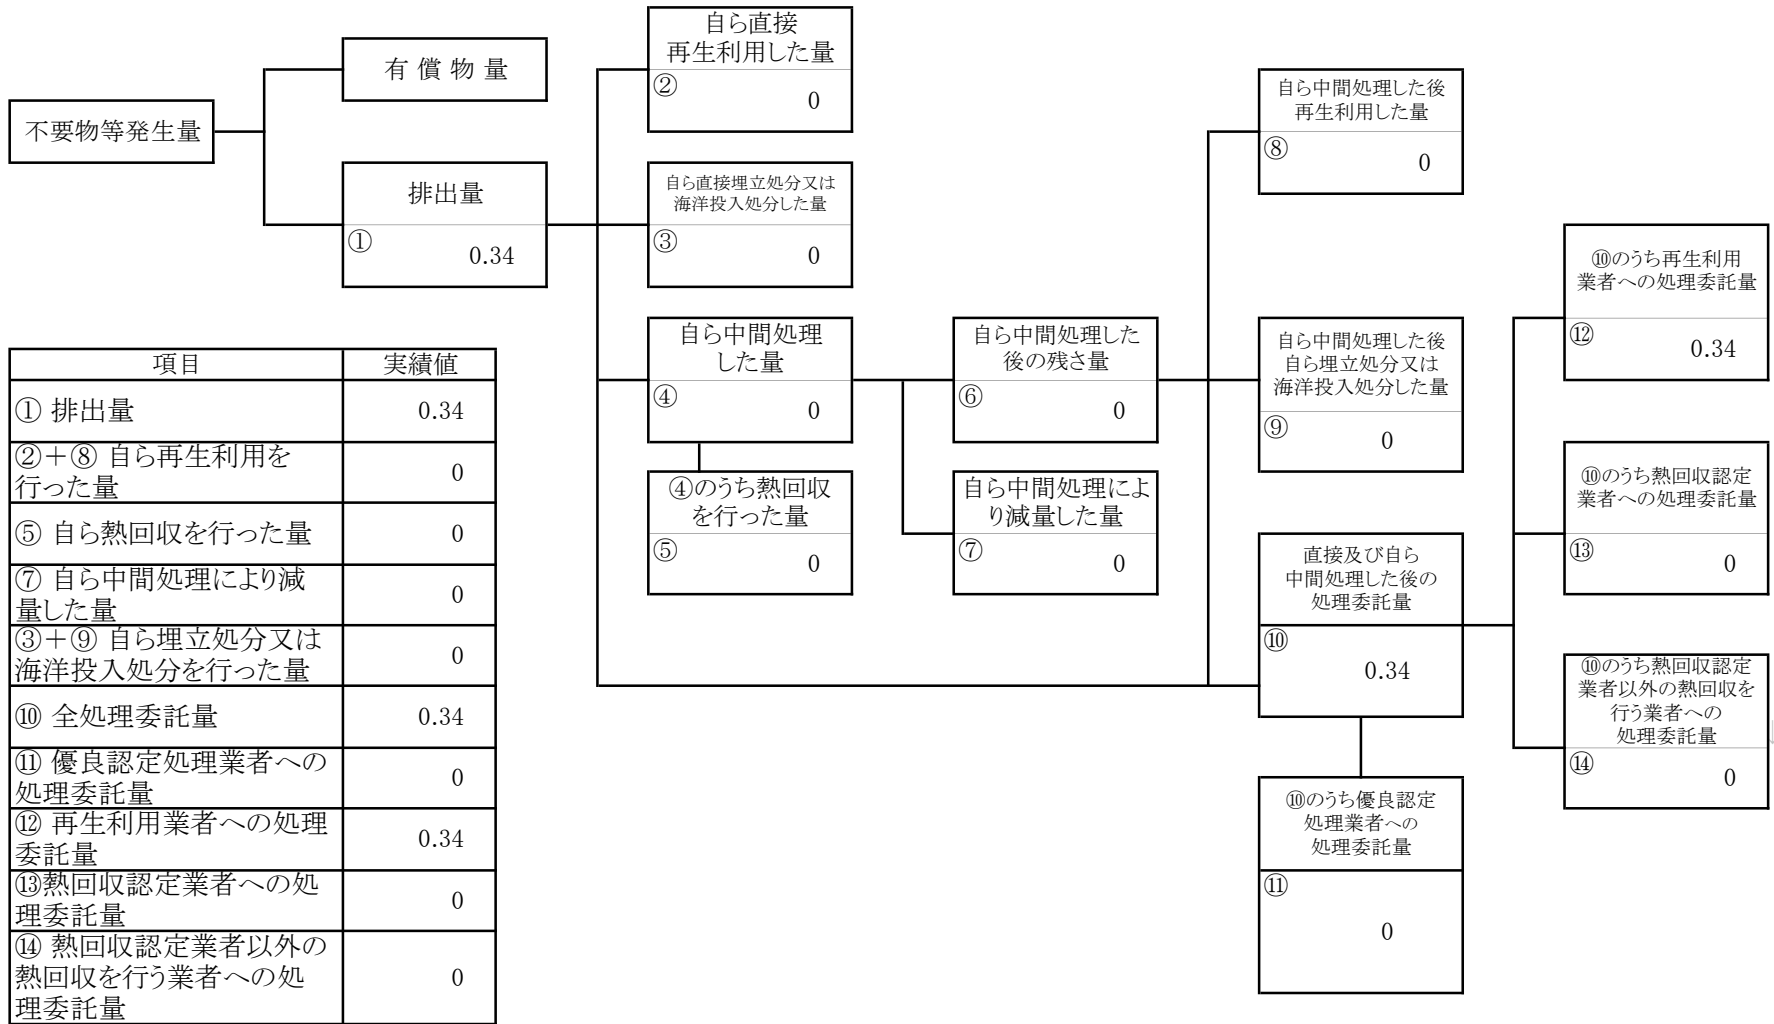 不要物等発生量
有 償 物 量
排出量
①
0.34
自ら直接
再生利用した量
②
0
自ら直接埋立処分又は
海洋投入処分した量
③
0
自ら中間処理
した量
④
0
④のうち熱回収
を行った量
⑤
0
自ら中間処理した
後の残さ量
⑥
0
自ら中間処理によ
り減量した量
⑦
0
自ら中間処理した後
再生利用した量
⑧
0
自ら中間処理した後
自ら埋立処分又は
海洋投入処分した量
⑨
0
直接及び自ら
中間処理した後の
処理委託量
⑩
0.34
⑩のうち優良認定
処理業者への
処理委託量
⑪
0
⑩のうち再生利用
業者への処理委託量
⑫
0.34
⑩のうち熱回収認定
業者への処理委託量
⑬
0
⑩のうち熱回収認定
業者以外の熱回収を
行う業者への
処理委託量
⑭
0
項目 実績値
① 排出量 0.34
②＋⑧ 自ら再生利用を
行った量 0
⑤ 自ら熱回収を行った量 0
⑦ 自ら中間処理により減
量した量 0
③＋⑨ 自ら埋立処分又は
海洋投入処分を行った量 0
⑩ 全処理委託量 0.34
⑪ 優良認定処理業者への
処理委託量 0
⑫ 再生利用業者への処理
委託量 0.34
⑬熱回収認定業者への処
理委託量 0
⑭ 熱回収認定業者以外の
熱回収を行う業者への処
理委託量 0